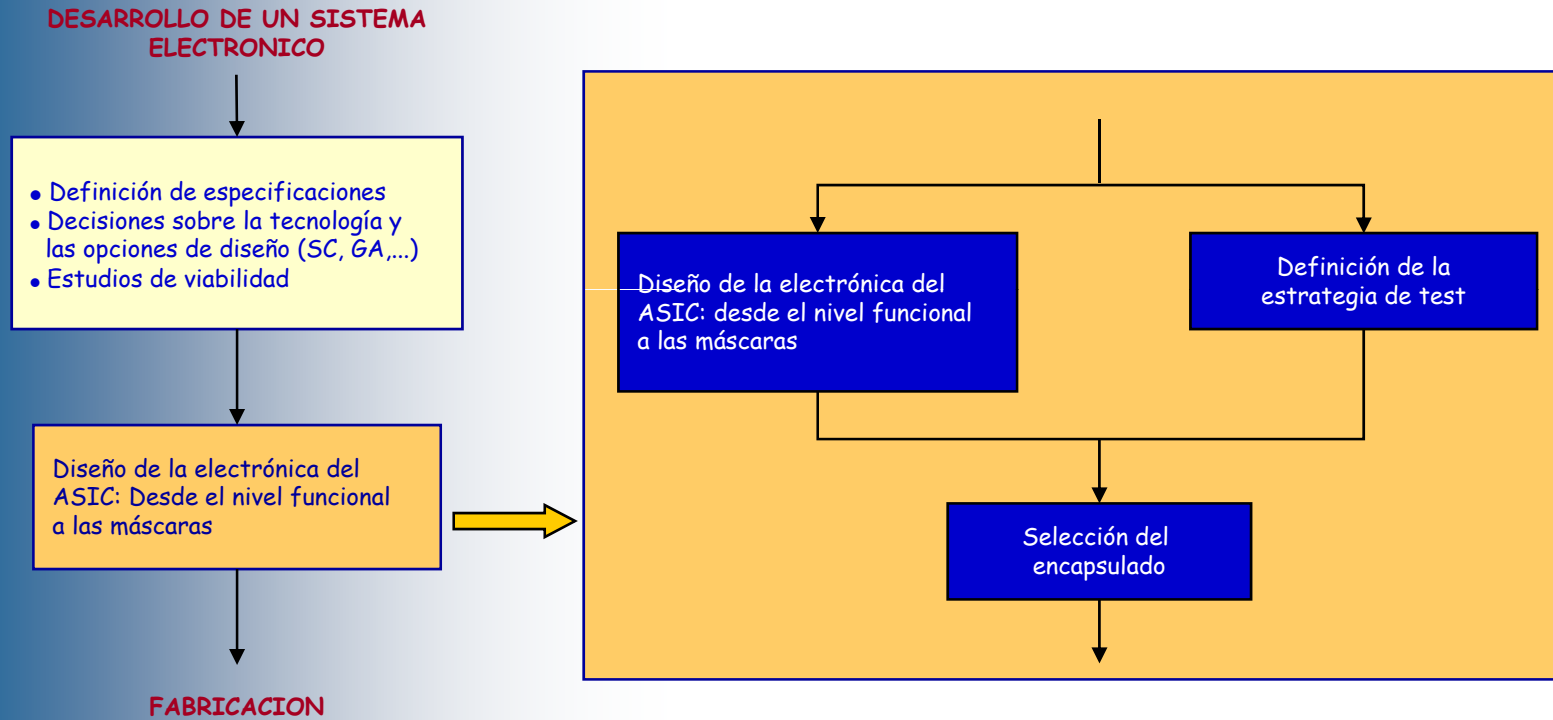 DESARROLLO DE UN SISTEMA
ELECTRONICO
• Definición de especificaciones
• Decisiones sobre la tecnología y
las opciones de diseño (SC, GA,...)
• Estudios de viabilidad
Diseño de la electrónica del
ASIC: Desde el nivel funcional
a las máscaras
FABRICACION
Diseño de la electrónica del
ASIC: desde el nivel funcional
a las máscaras
Definición de la
estrategia de test
Selección del
encapsulado